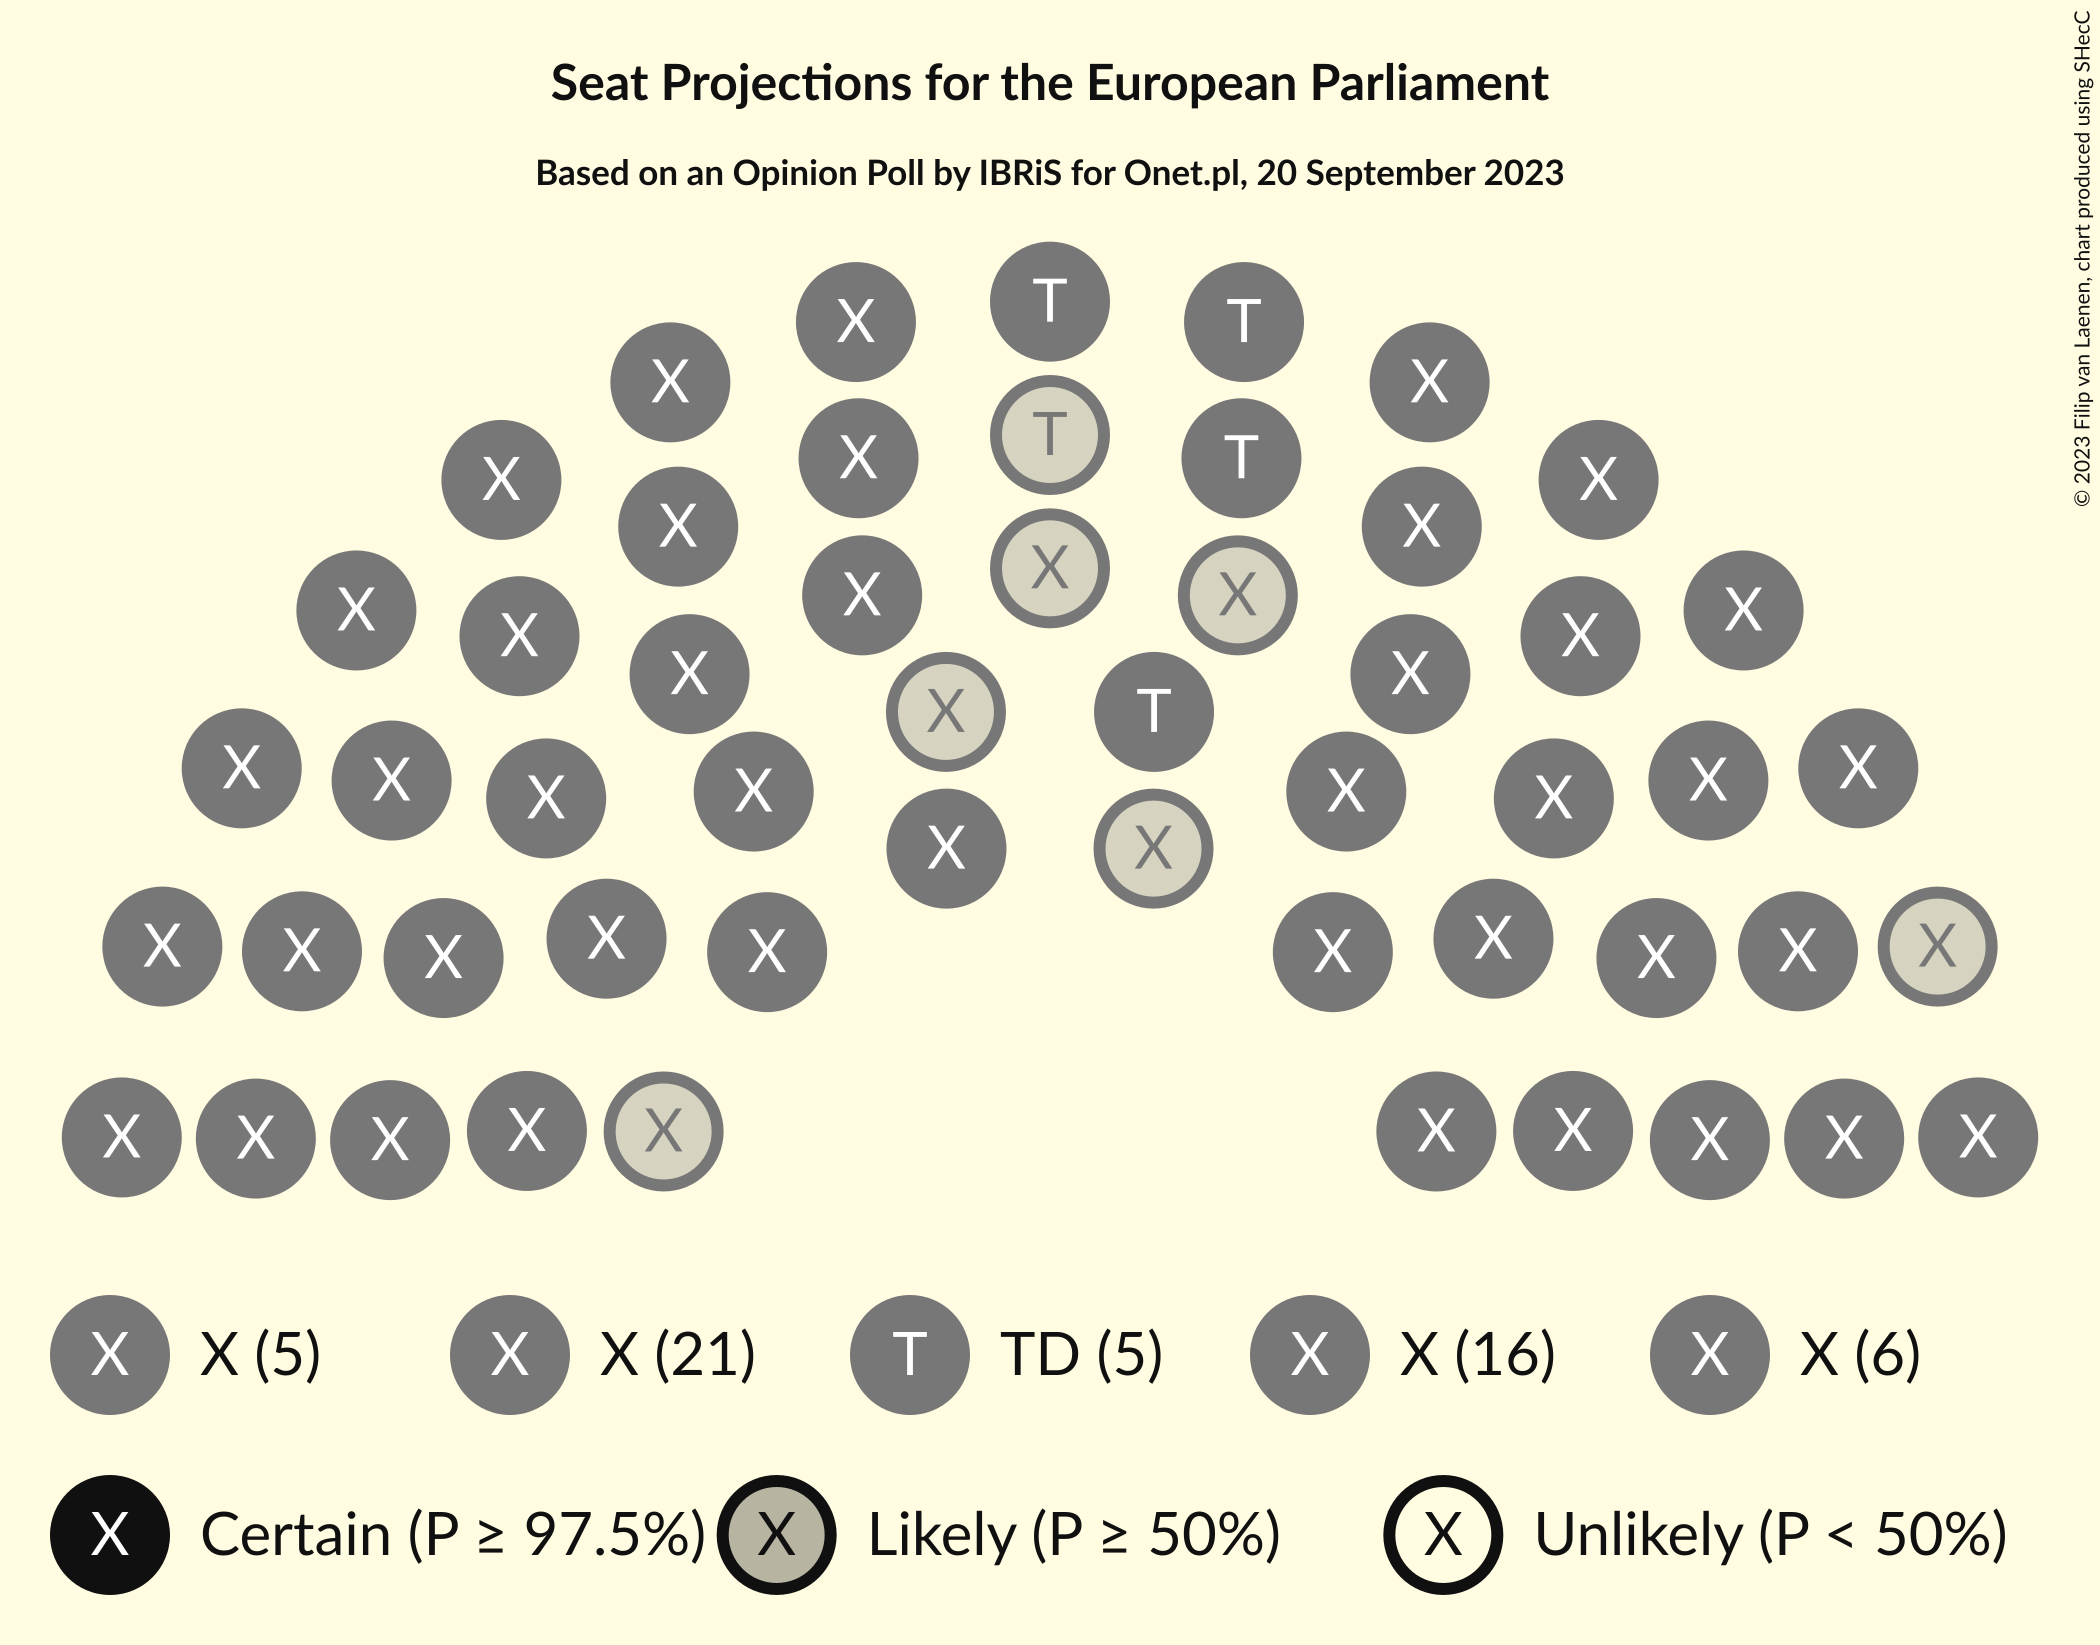 Seat Projections for the European Parliament
Based on an Opinion Poll by IBRiS for Onet.pl, 20 September 2023
© 2023 Filip van Laenen, chart produced using SHecC
T
X T
X X
T
X T
X X
X X
X
X X
X X
X X
X X
X T
X X
X X X X
X X X X
X X
X X
X X X X
X X X X
X X
X X X X X X X X X X
X X (5) X X (21) T TD (5) X X (16) X X (6)
X Certain (P ≥ 97.5%) X Likely (P ≥ 50%) X Unlikely (P < 50%)